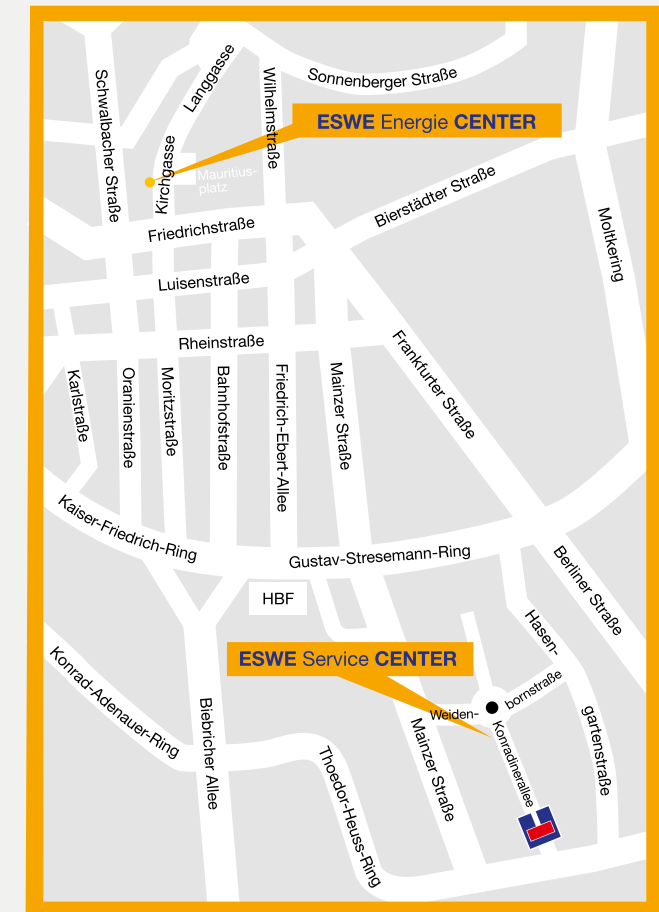 Sonnenberger Straße
Langgasse
Schwalbacher Straße
Wilhelmstraße
ESWE Energie CENTER
Kirchgasse
Mauritius-
platz
Bierstädter Straße
Friedrichstraße
Moltkering
Luisenstraße
Rheinstraße
Frankfurter Straße
Karlstraße
Oranienstraße
Moritzstraße
Bahnhofstraße
Friedrich-Ebert-Allee
Mainzer Straße
Kaiser-Friedrich-Ring
Gustav-Stresemann-Ring
Berliner Straße
HBF
Hasen-
ESWE Service CENTER
Konrad-Adenauer-Ring
bornstraße
Weiden-
Biebricher Allee
Mainzer Straße
Konradinerallee
gartenstraße
Thoedor-Heuss-Ring